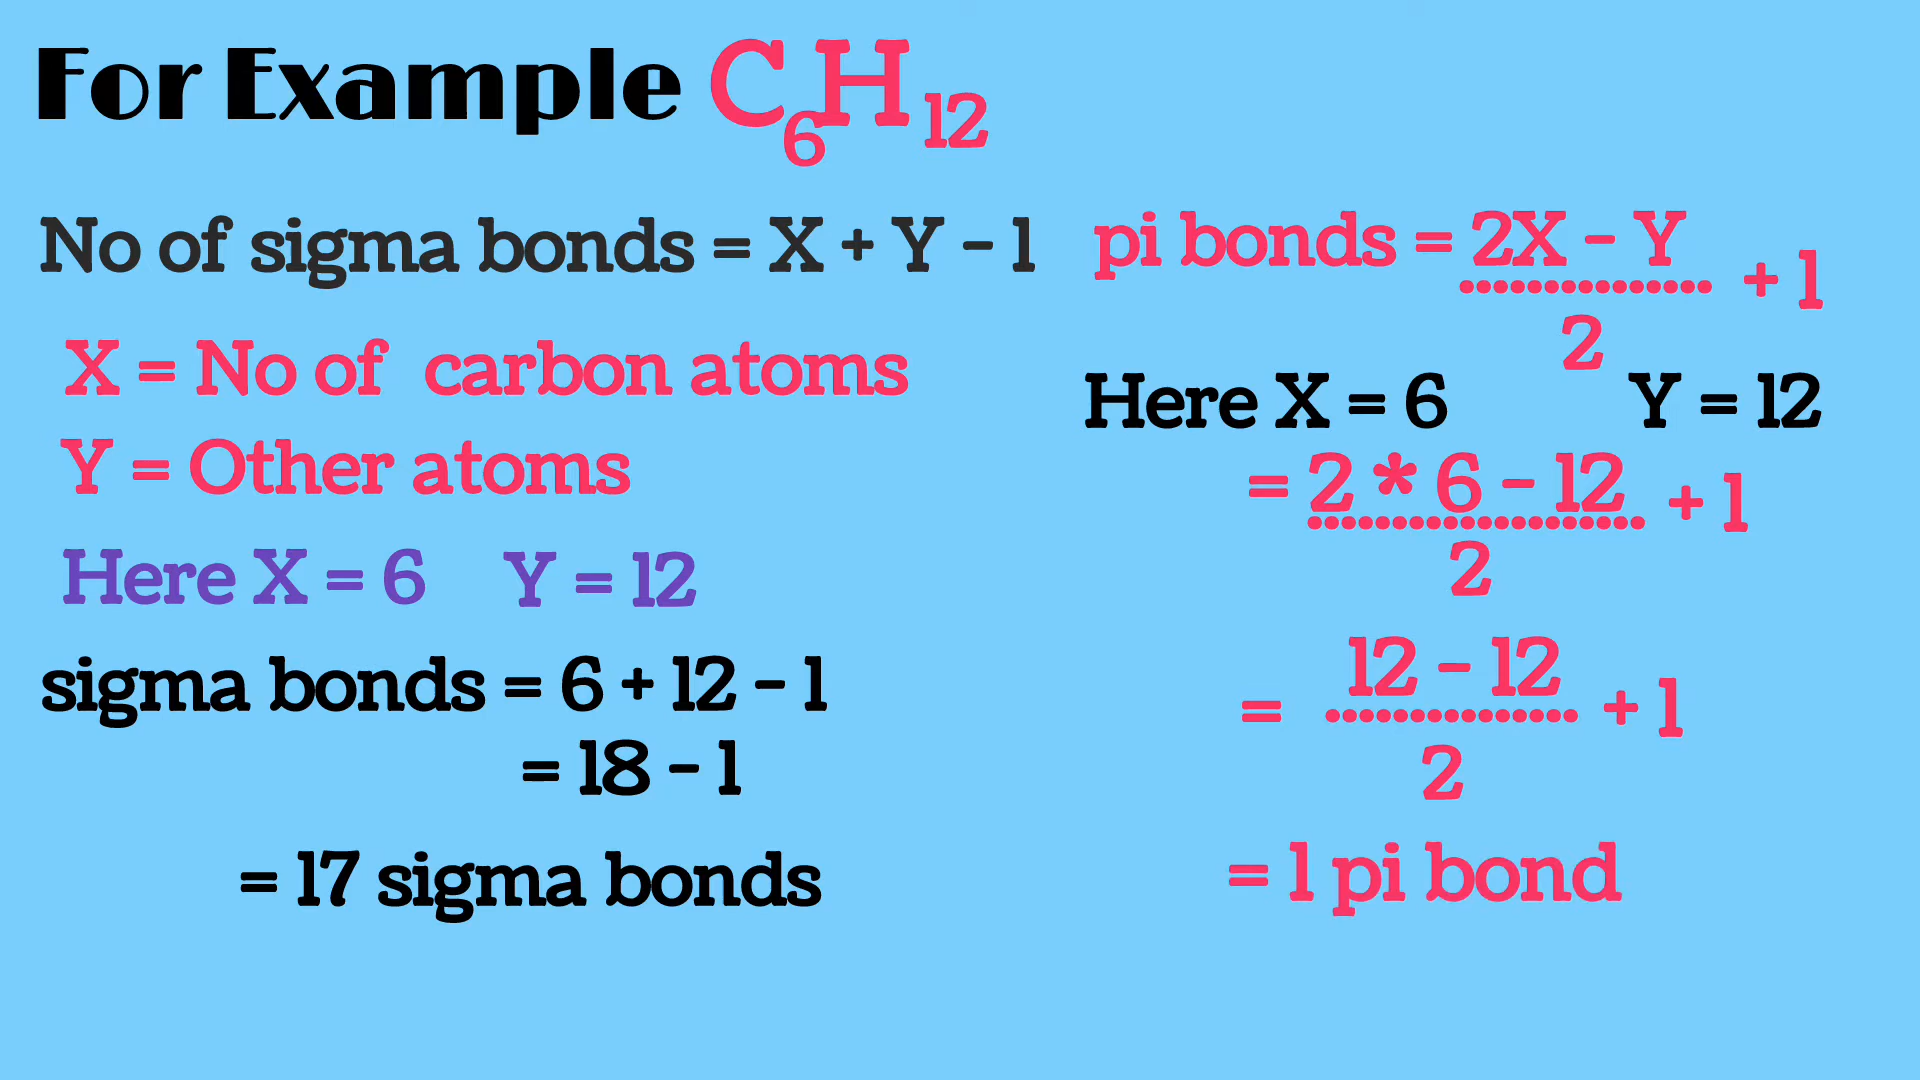 For Example C6H12
No of sigma bonds = X + Y - 1
X = No of carbon atoms
Y = Other atoms
Here X = 6 Y = 12
sigma bonds = 6 + 12 - 1
= 18 - 1
= 17 sigma bonds
pi bonds = 2X - Y
+ 1
2
Here X = 6 Y = 12
= 2 * 6 - 12 + 1
2
12 - 12
= + 1
2
= 1 pi bond